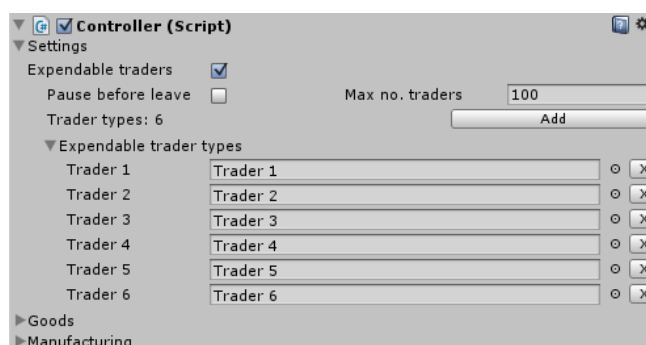 Controller (Script)
Settings
Expendable traders
Pause before leave Max no. traders 100
Trader types: 6 Add
Expendable trader types
Trader 1 Trader 1 X
Trader 2 Trader 2 X
Trader 3 Trader 3 X
Trader 4 Trader 4 X
Trader 5 Trader 5 X
Trader 6 Trader 6 X
Goods
Manufacturing